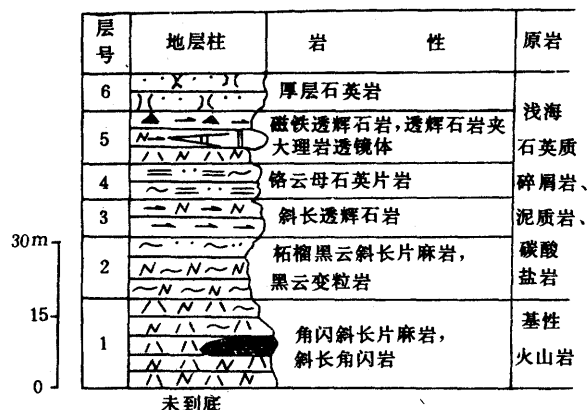 层号 地层柱 岩 性 原岩
6 厚层石英岩
5 磁铁透辉石岩,透辉石岩夹
大理岩透镜体
4 铬云母石英片岩
3 斜长透辉石岩
2 柘榴黑云斜长片麻岩,
黑云变粒岩
1 角闪斜长片麻岩,
斜长角闪岩
浅海
石英质
碎屑岩、
泥质岩、
碳酸
盐岩
基性
火山岩
30m
15
0
未到底